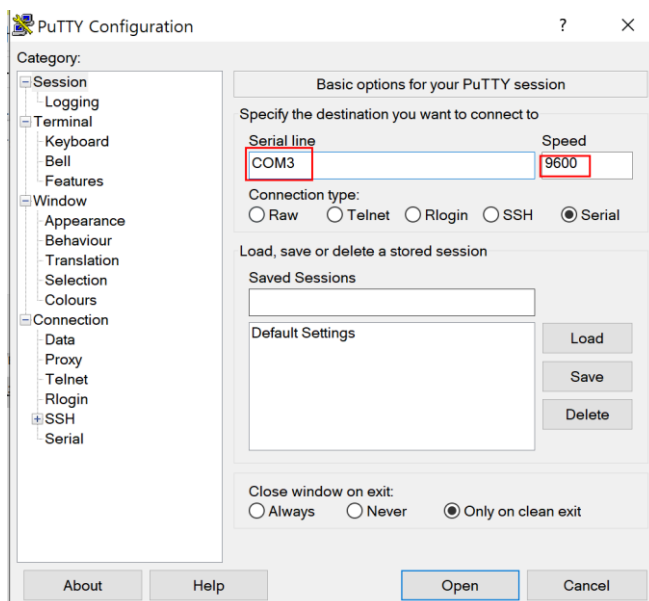 PuTTY Configuration
Category:
Session
Logging
Terminal
Keyboard
Bell
Features
Window
Appearance
Behaviour
Translation
Selection
Colours
Connection
Data
Proxy
Telnet
Rlogin
SSH
Serial
Basic options for your PuTTY session
Specify the destination you want to connect to
Serial line Speed
COM3 9600
Connection type:
Raw Telnet Rlogin SSH Serial
Load, save or delete a stored session
Saved Sessions
Default Settings
Load
Save
Delete
Close window on exit:
Always Never Only on clean exit
About Help Open Cancel